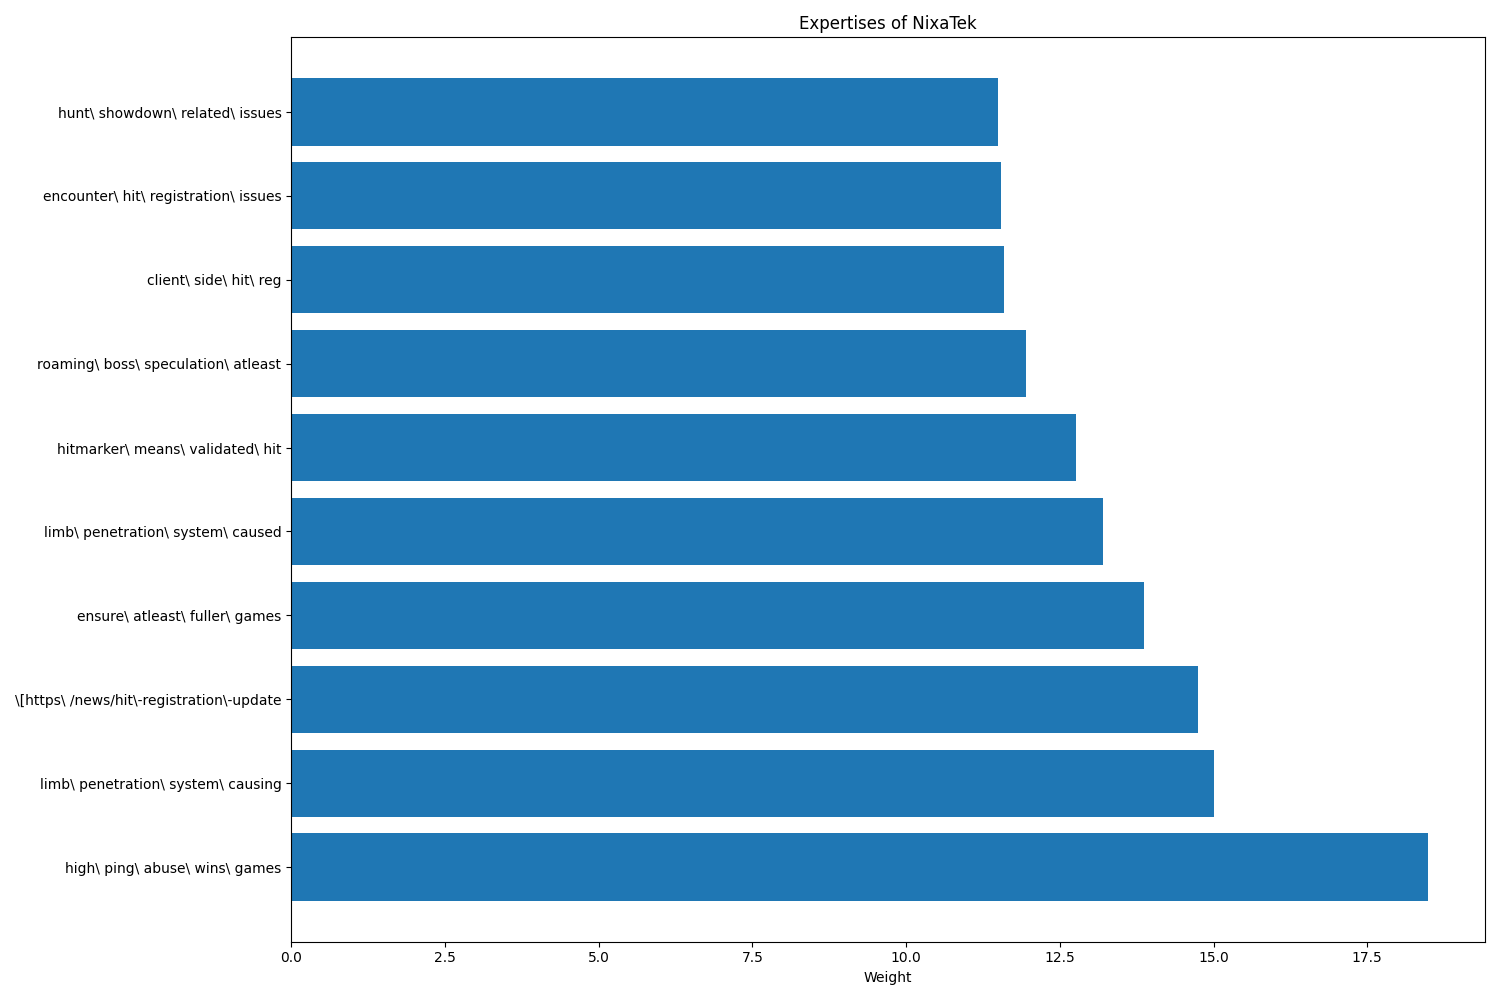 Expertises of NixaTek
hunt\ showdown\ related\ issues
encounter\ hit\ registration\ issues
client\ side\ hit\ reg
roaming\ boss\ speculation\ atleast
hitmarker\ means\ validated\ hit
limb\ penetration\ system\ caused
ensure\ atleast\ fuller\ games
\[https\ /news/hit\-registration\-update
limb\ penetration\ system\ causing
high\ ping\ abuse\ wins\ games
0.0 2.5 5.0 7.5 10.0 12.5 15.0 17.5
Weight